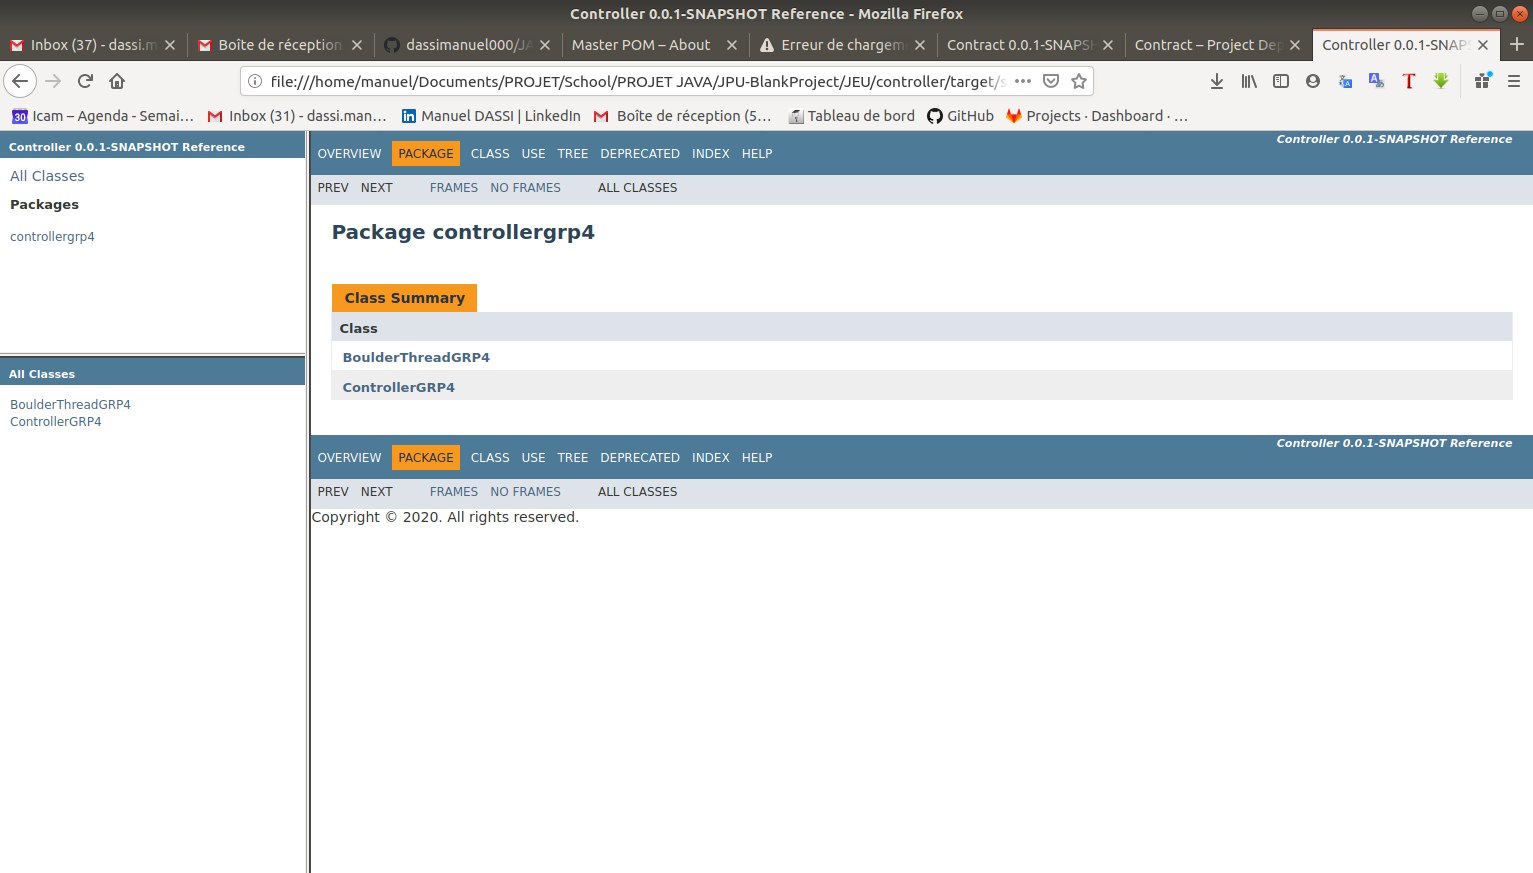 Controller 0.0.1-SNAPSHOT Reference - Mozilla Firefox
Inbox (37) - dassi.m
Boîte de réception
dassimanuel000/JA
Master POM – About
Erreur de chargem
Contract 0.0.1-SNAPSH
Contract – Project Dep
Controller 0.0.1-SNAPS
file:///home/manuel/Documents/PROJET/School/PROJET JAVA/JPU-BlankProject/JEU/controller/target/s
30 Icam – Agenda - Semai…
Inbox (31) - dassi.man…
Manuel DASSI | LinkedIn
Boîte de réception (5…
Tableau de bord
GitHub
Projects · Dashboard · …
Controller 0.0.1-SNAPSHOT Reference
All Classes
Packages
controllergrp4
All Classes
BoulderThreadGRP4
ControllerGRP4
OVERVIEW PACKAGE CLASS USE TREE DEPRECATED INDEX HELP
Controller 0.0.1-SNAPSHOT Reference
PREV NEXT FRAMES NO FRAMES ALL CLASSES
Package controllergrp4
Class Summary
Class
BoulderThreadGRP4
ControllerGRP4
OVERVIEW PACKAGE CLASS USE TREE DEPRECATED INDEX HELP
Controller 0.0.1-SNAPSHOT Reference
PREV NEXT FRAMES NO FRAMES ALL CLASSES
Copyright © 2020. All rights reserved.